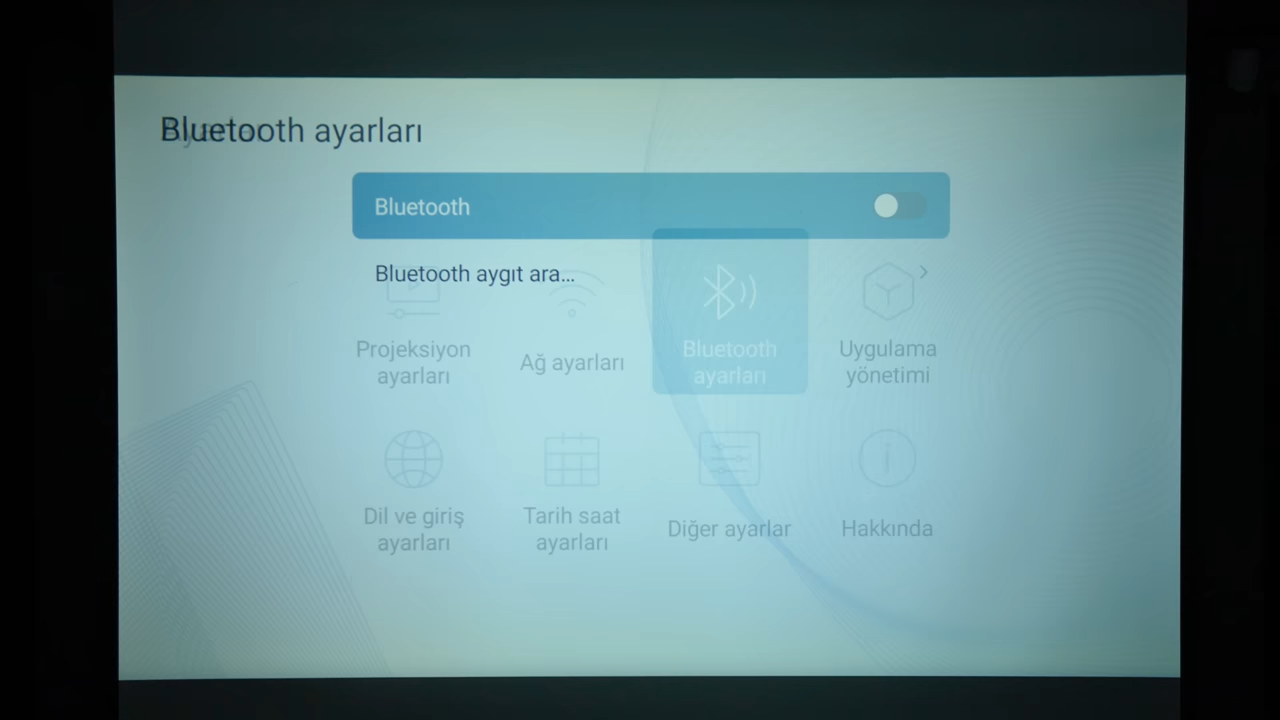 Bluetooth ayarları
Bluetooth
Bluetooth aygıt ara...
Projeksiyon
ayarları
Ağ ayarları
Bluetooth
ayarları
Uygulama
yönetimi
Dil ve giriş
ayarları
Tarih saat
ayarları
Diğer ayarlar
Hakkında